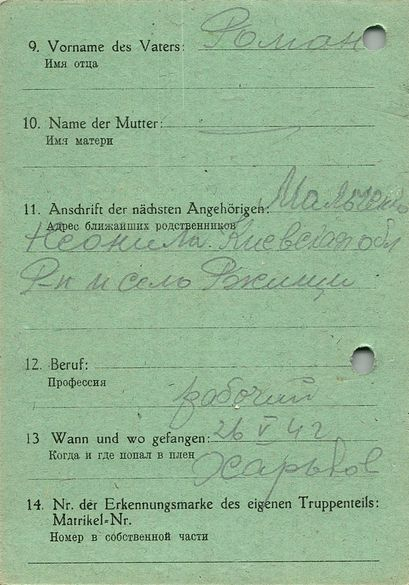 9. Vorname des Vaters: Роман
Имя отца
10. Name der Mutter:
Имя матери
11. Anschrift der nächsten Angehörigen: Мальченко
Адрес ближайших родственников
Неонила Киевская обл
Р-н и село Ржищи
12. Beruf:
Профессия
рабочий
13 Wann und wo gefangen: 26 V 42
Когда и где попал в плен
Харьков
14. Nr. der Erkennungsmarke des eigenen Truppenteils:
Matrikel-Nr.
Номер в собственной части